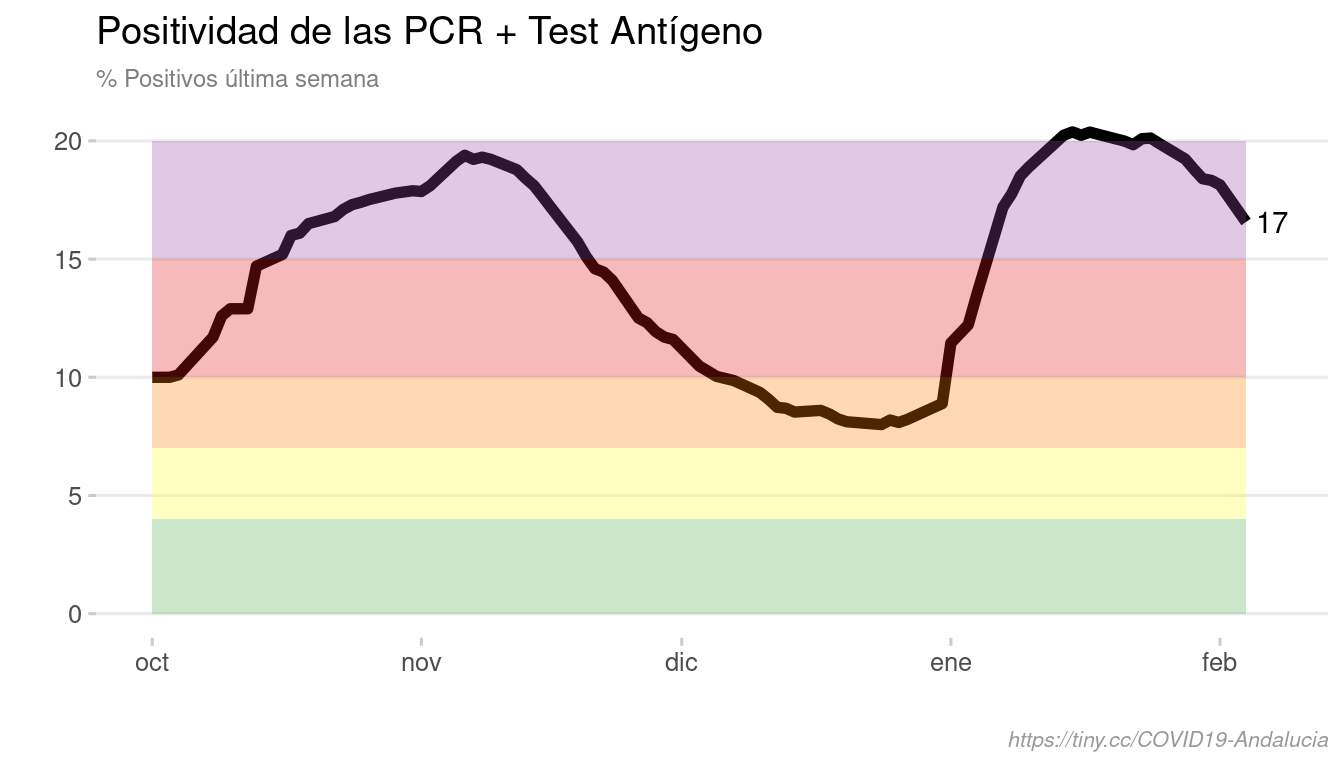 Positividad de las PCR + Test Antígeno
% Positivos última semana
20
15
10
5
0
17
oct nov dic ene feb
https://tiny.cc/COVID19-Andalucia